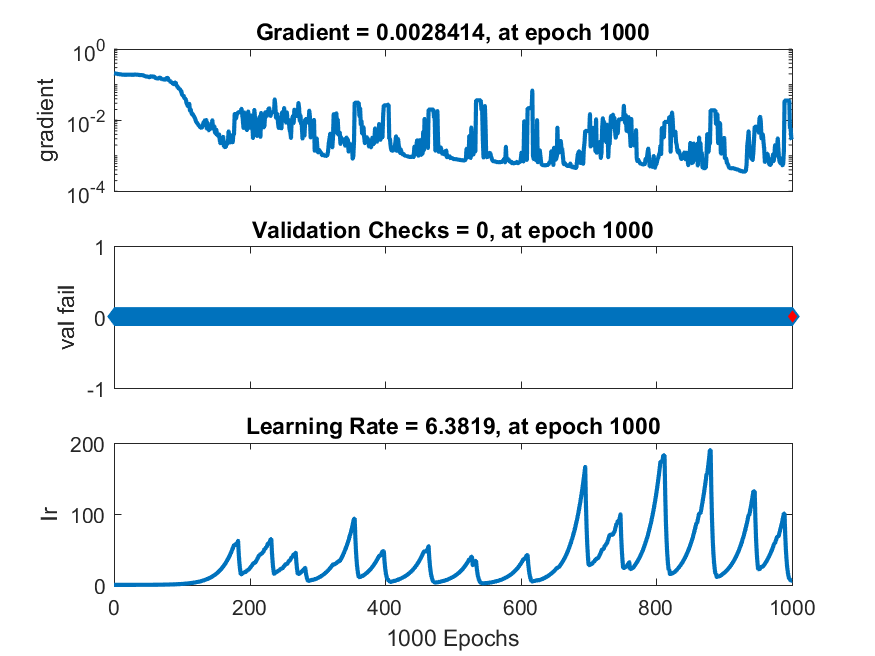 Gradient = 0.0028414, at epoch 1000
10^0
10^-2
10^-4
gradient
Validation Checks = 0, at epoch 1000
1
0
-1
val fail
Learning Rate = 6.3819, at epoch 1000
200
100
0
lr
0 200 400 600 800 1000
1000 Epochs